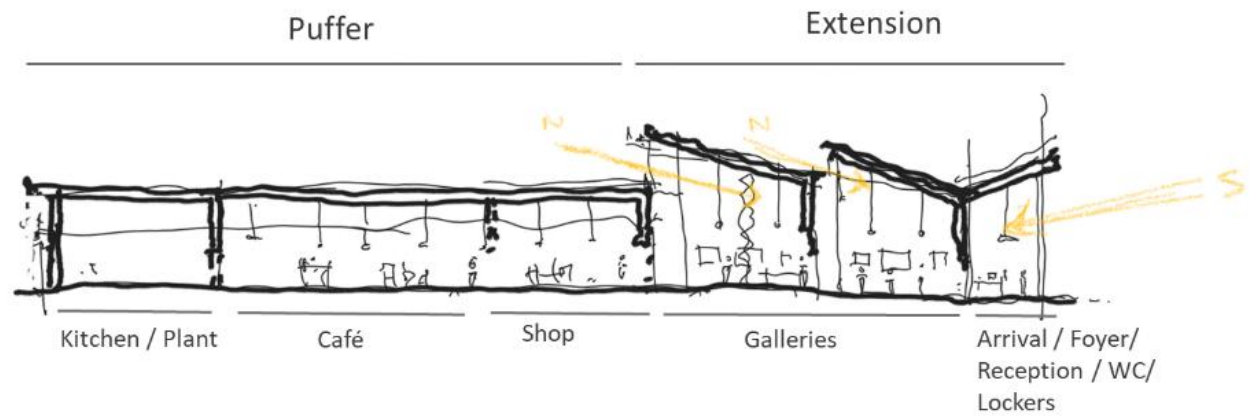 Puffer
Extension
N
N
S
Kitchen / Plant
Café
Shop
Galleries
Arrival / Foyer/
Reception / WC/
Lockers